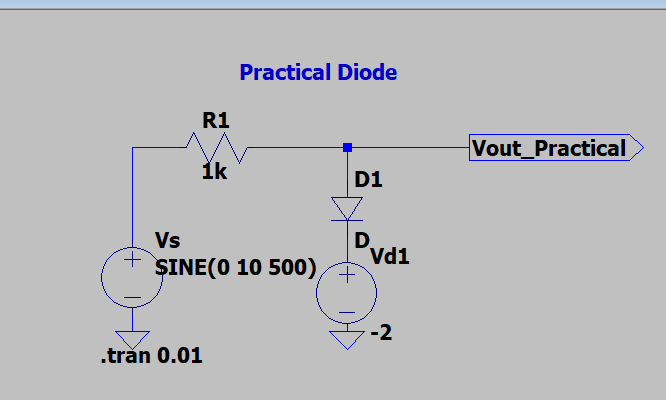 Practical Diode
R1
1k
Vout_Practical
D1
D
Vs
SINE(0 10 500)
Vd1
-2
.tran 0.01